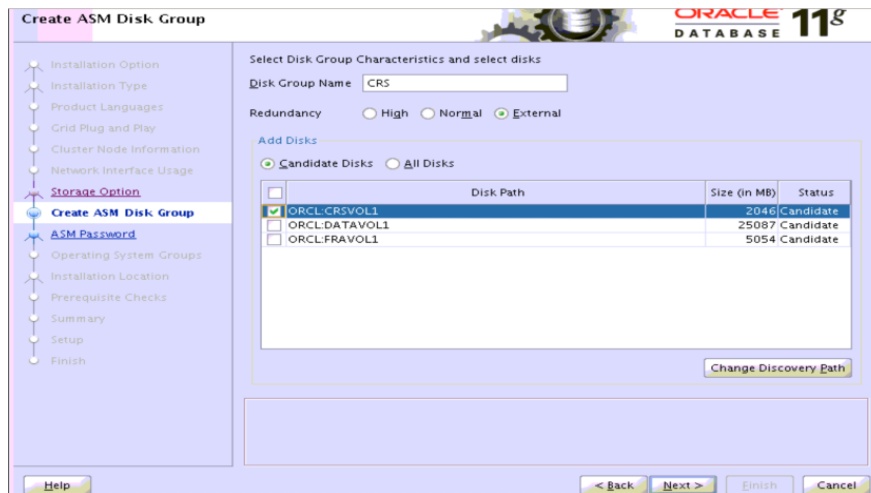 Create ASM Disk Group
ORACLE
DATABASE 11g
Installation Option
Installation Type
Product Languages
Grid Plug and Play
Cluster Node Information
Network Interface Usage
Storage Option
Create ASM Disk Group
ASM Password
Operating System Groups
Installation Location
Prerequisite Checks
Summary
Setup
Finish
Select Disk Group Characteristics and select disks
Disk Group Name CRS
Redundancy High Normal External
Add Disks
Candidate Disks All Disks
Disk Path Size (in MB) Status
ORCL:CRSVOL1 2046 Candidate
ORCL:DATAVOL1 25087 Candidate
ORCL:FRAVOL1 5054 Candidate
Change Discovery Path
Help < Back Next > Finish Cancel